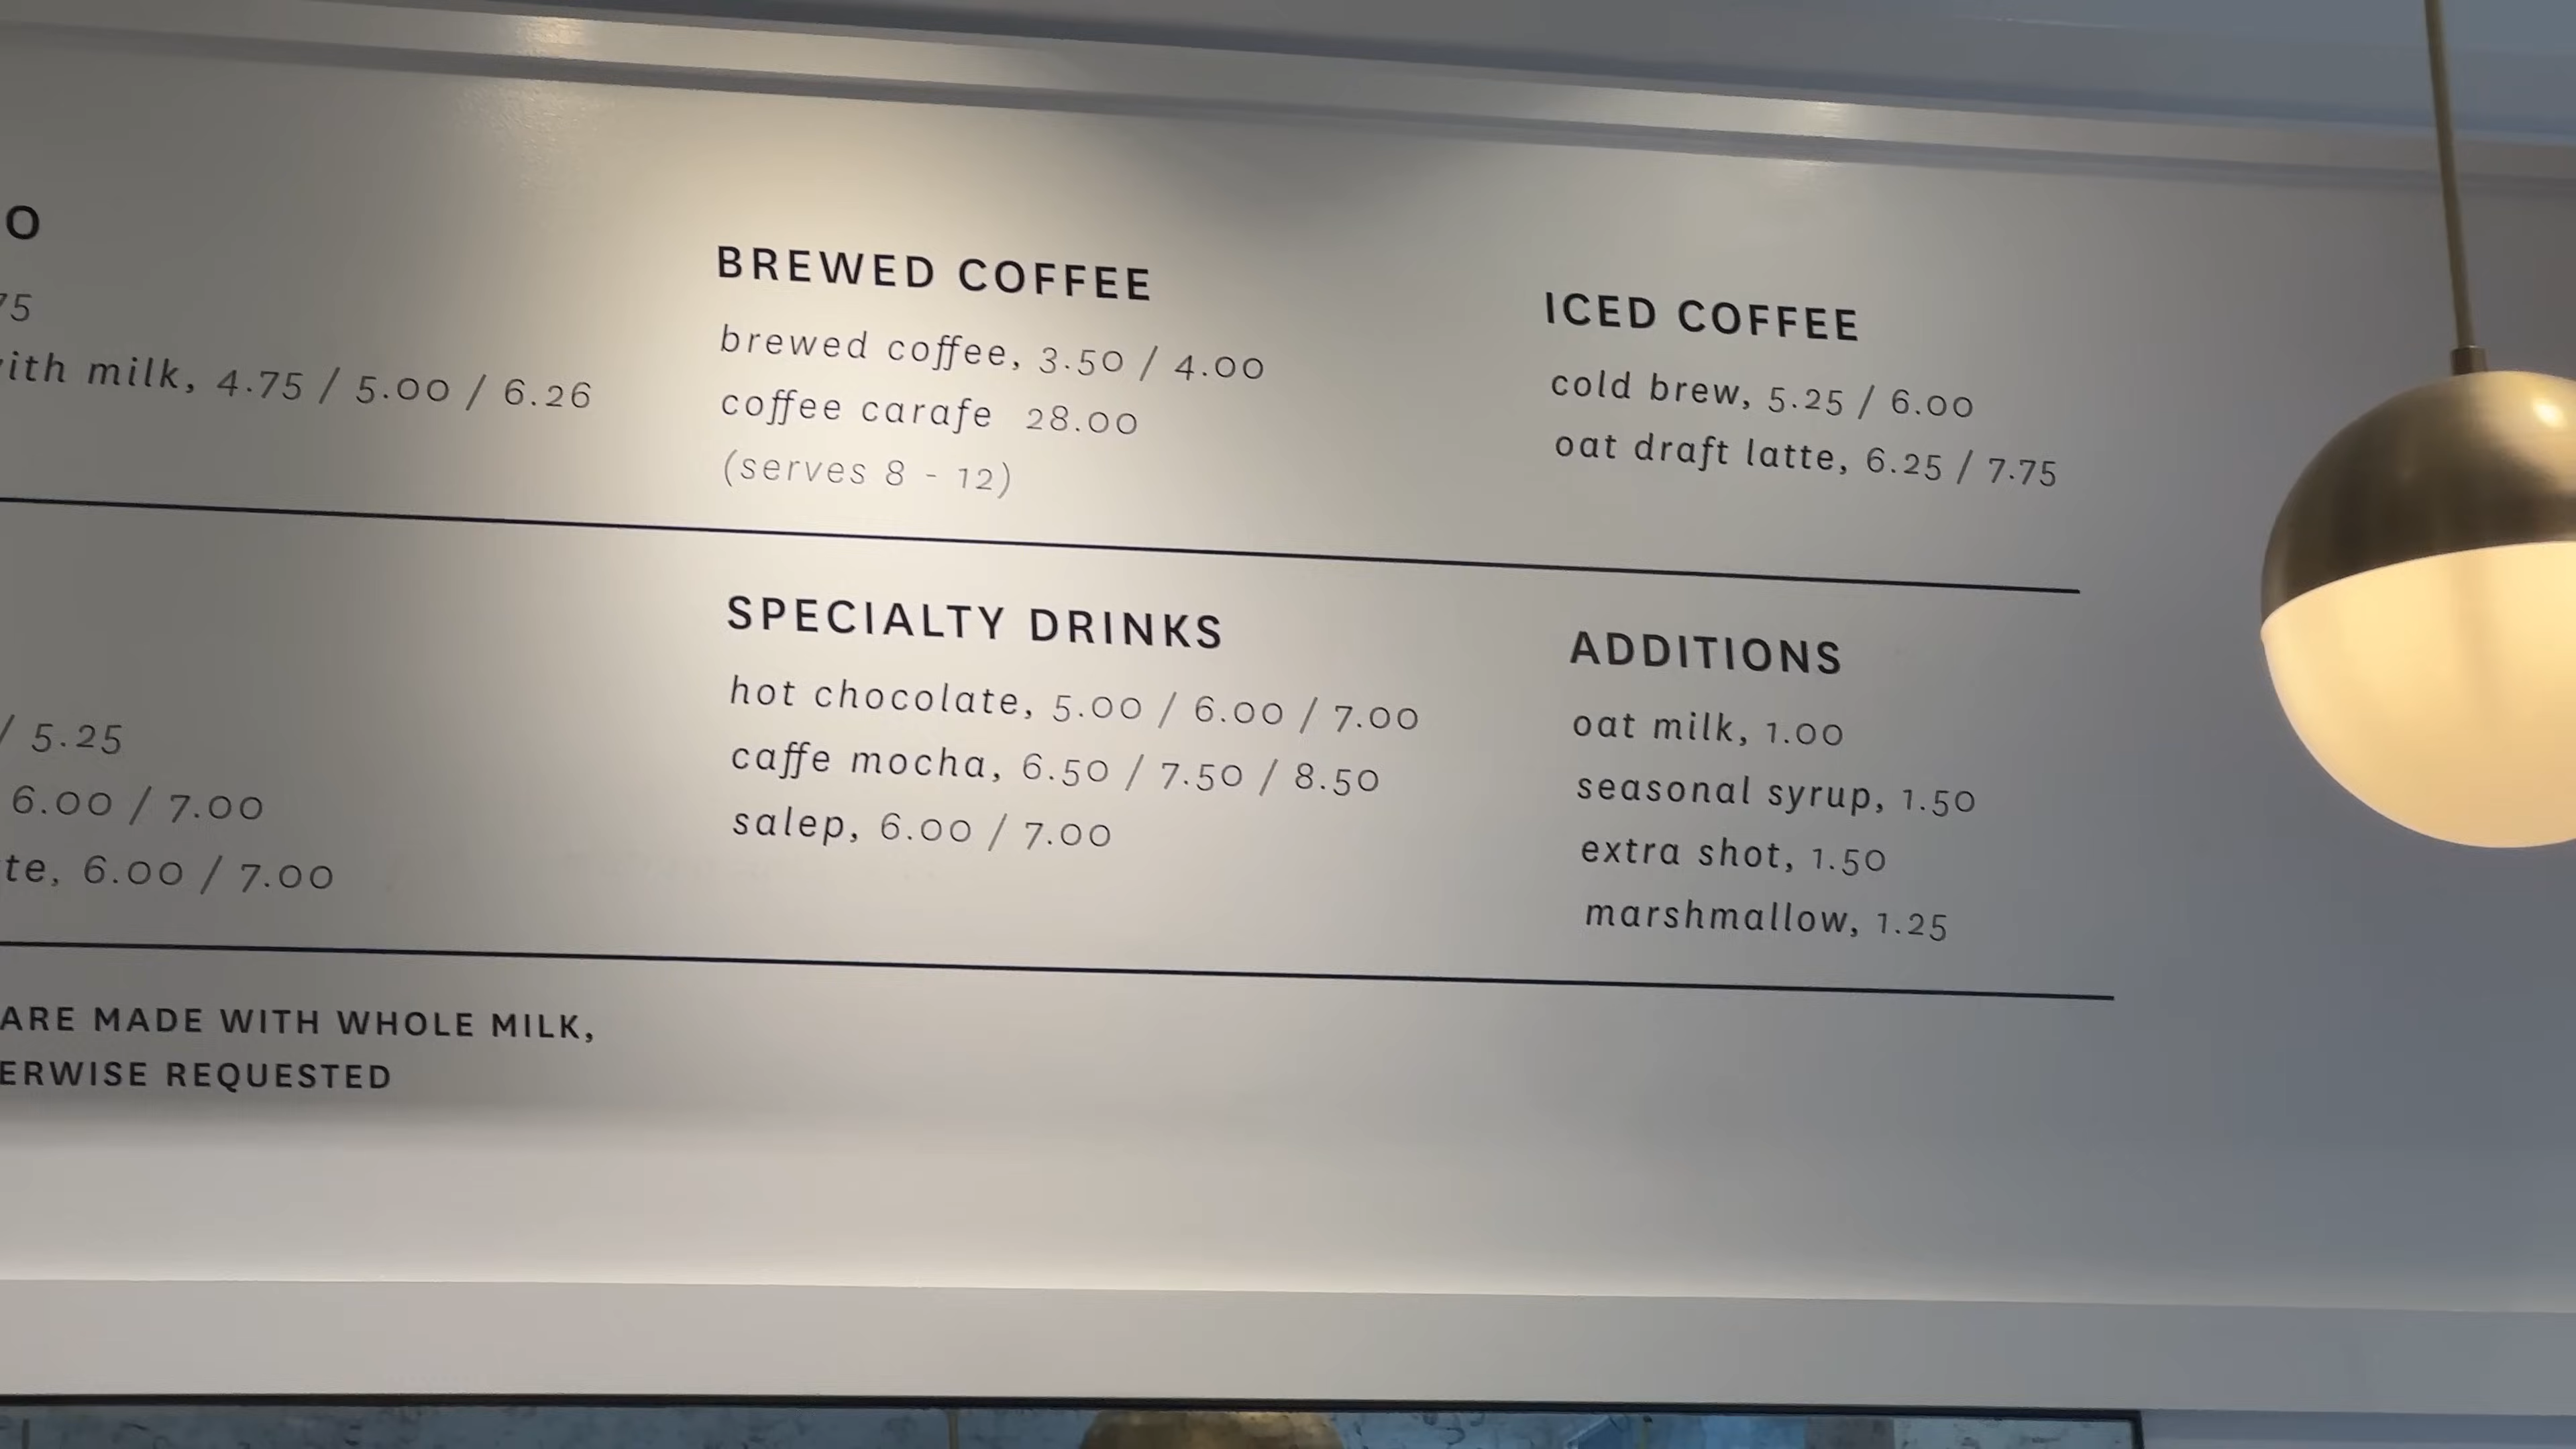 O
75
with milk, 4.75 / 5.00 / 6.26
BREWED COFFEE
brewed coffee, 3.50 / 4.00
coffee carafe 28.00
(serves 8 - 12)
ICED COFFEE
cold brew, 5.25 / 6.00
oat draft latte, 6.25 / 7.75
/ 5.25
6.00 / 7.00
te, 6.00 / 7.00
SPECIALTY DRINKS
hot chocolate, 5.00 / 6.00 / 7.00
caffe mocha, 6.50 / 7.50 / 8.50
salep, 6.00 / 7.00
ADDITIONS
oat milk, 1.00
seasonal syrup, 1.50
extra shot, 1.50
marshmallow, 1.25
ARE MADE WITH WHOLE MILK,
ERWISE REQUESTED